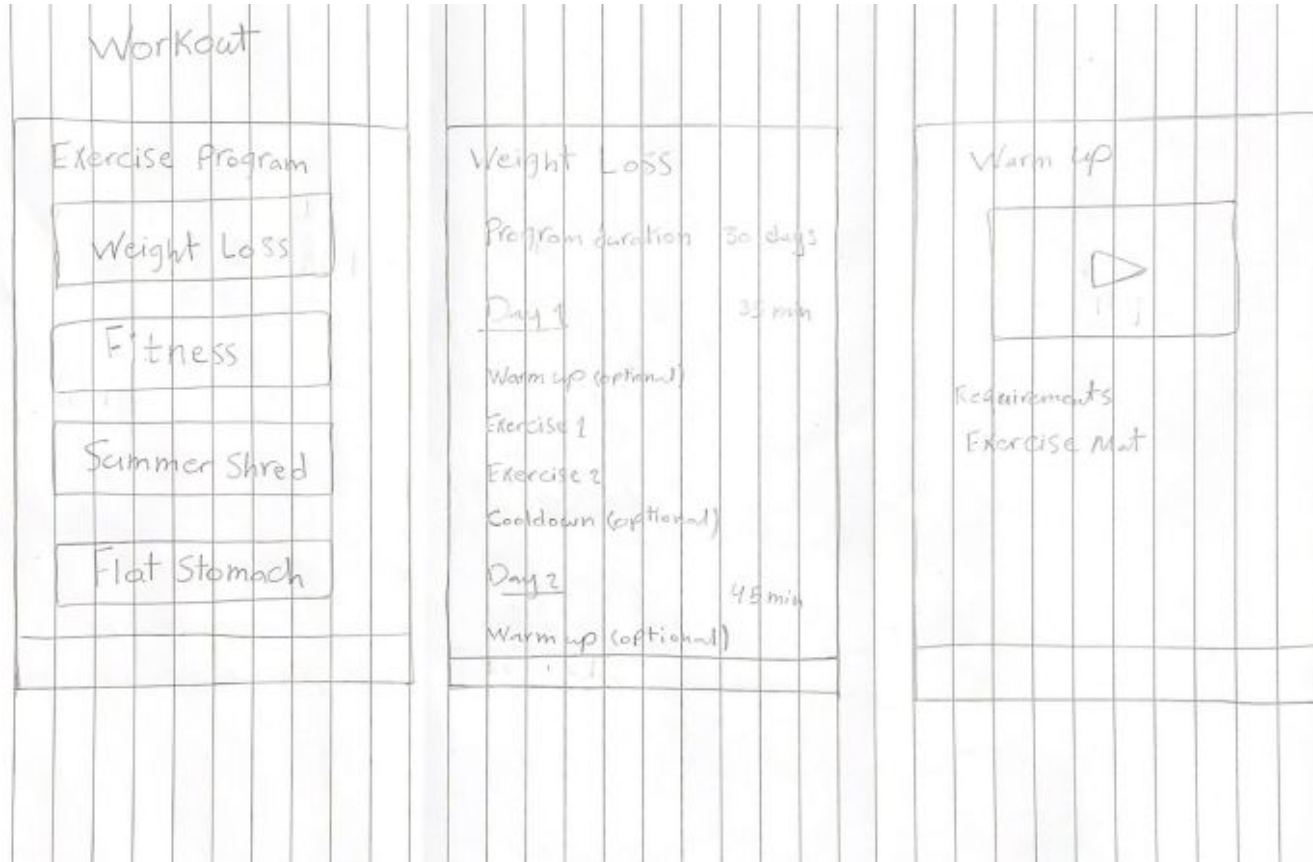 Workout
Exercise Program
Weight Loss
Fitness
Summer Shred
Flat Stomach
Weight Loss
Program duration 30 days
Day 1 35 min
Warm up (optional)
Exercise 1
Exercise 2
Cooldown (optional)
Day 2
45 min
Warm up (optional)
Warm up
Requirements
Exercise Mat